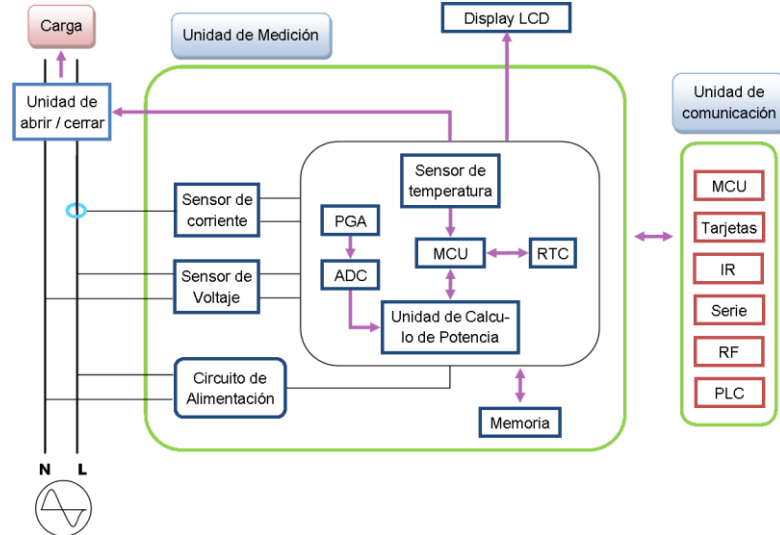 Carga
Unidad de Medición
Display LCD
Unidad de
abrir / cerrar
Unidad de
comunicación
Sensor de
temperatura
Sensor de
corriente
PGA
MCU
RTC
ADC
Sensor de
Voltaje
Unidad de Calcu-
lo de Potencia
Circuito de
Alimentación
Memoria
MCU
Tarjetas
IR
Serie
RF
PLC
N L